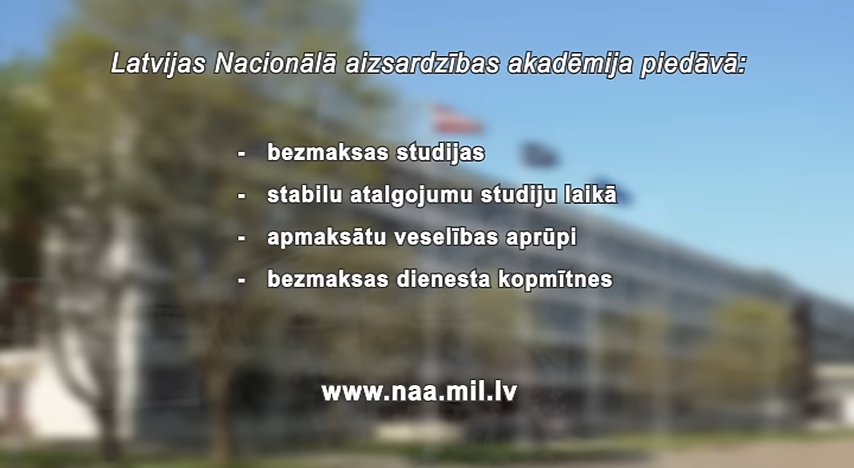 Latvijas Nacionālā aizsardzības akadēmija piedāvā:
- bezmaksas studijas
- stabilu atalgojumu studiju laikā
- apmaksātu veselības aprūpi
- bezmaksas dienesta kopmītnes
www.naa.mil.lv